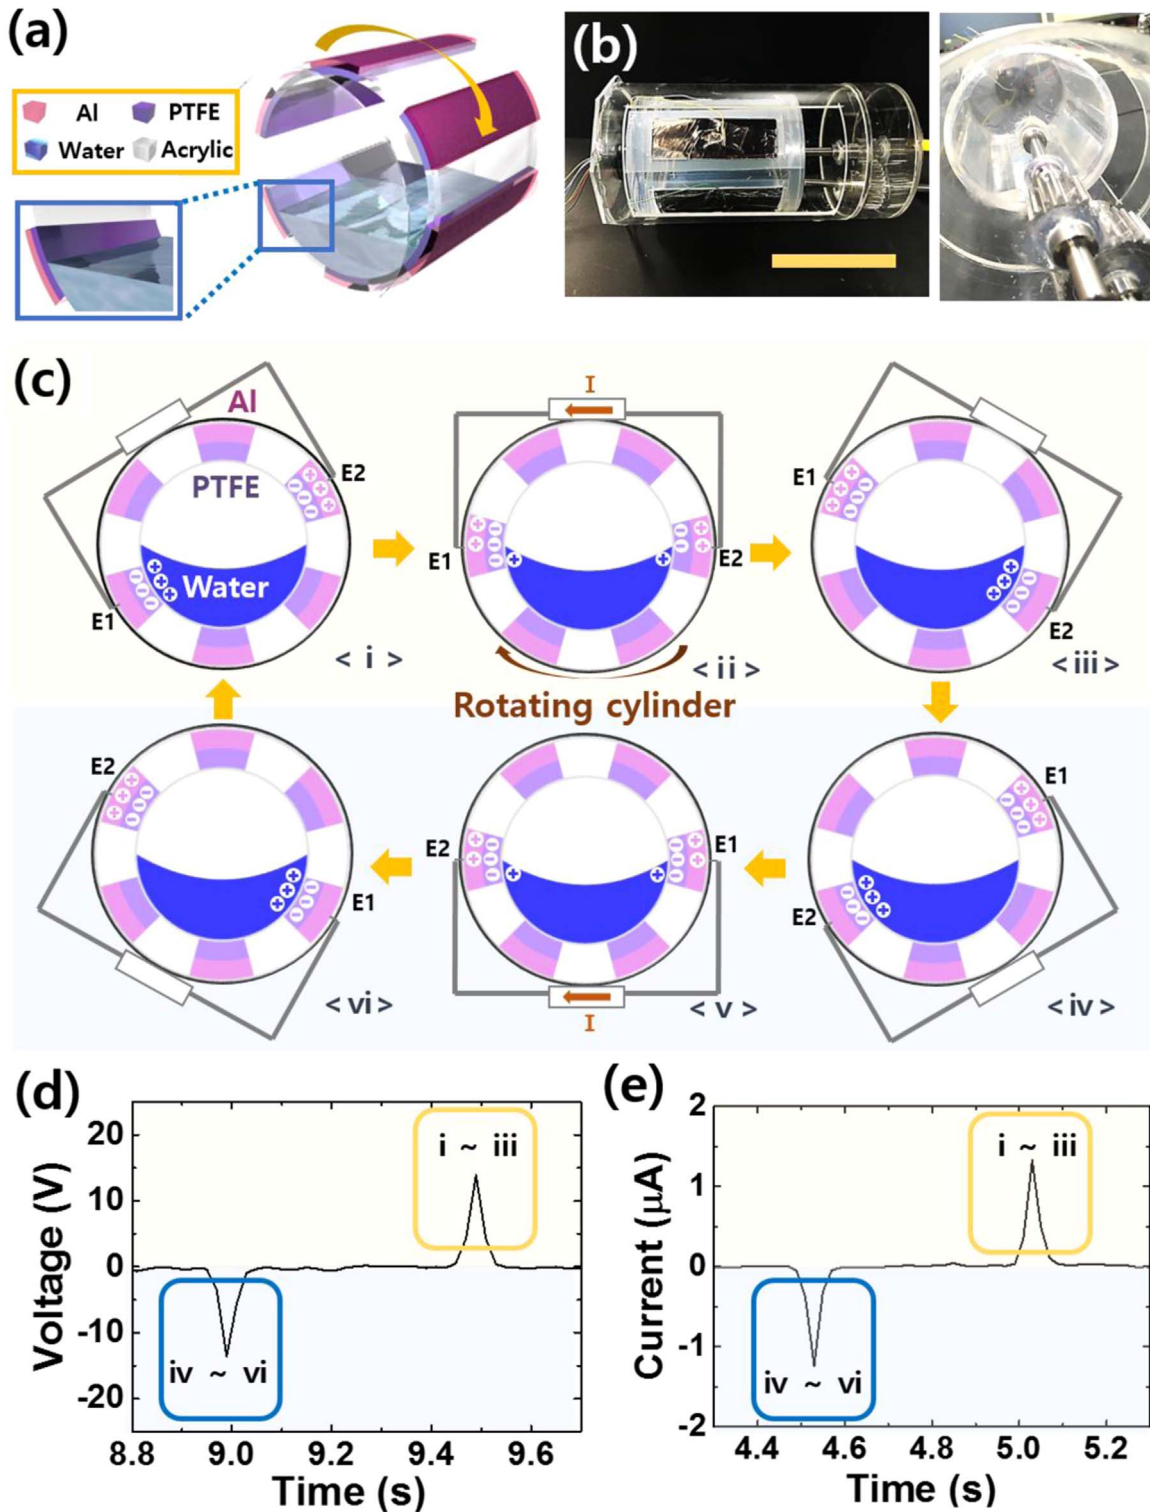 (a)
Al PTFE
Water Acrylic
(b)
(c)
Al
PTFE
Water
E2
E1
< i >
I
E1
E2
< ii >
E1
E2
< iii >
Rotating cylinder
E2
E1
< vi >
E2
E1
I
< v >
E1
E2
< iv >
(d)
20
10
0
-10
-20
Voltage (V)
i ~ iii
iv ~ vi
8.8 9.0 9.2 9.4 9.6
Time (s)
(e)
2
1
0
-1
-2
Current (μA)
i ~ iii
iv ~ vi
4.4 4.6 4.8 5.0 5.2
Time (s)